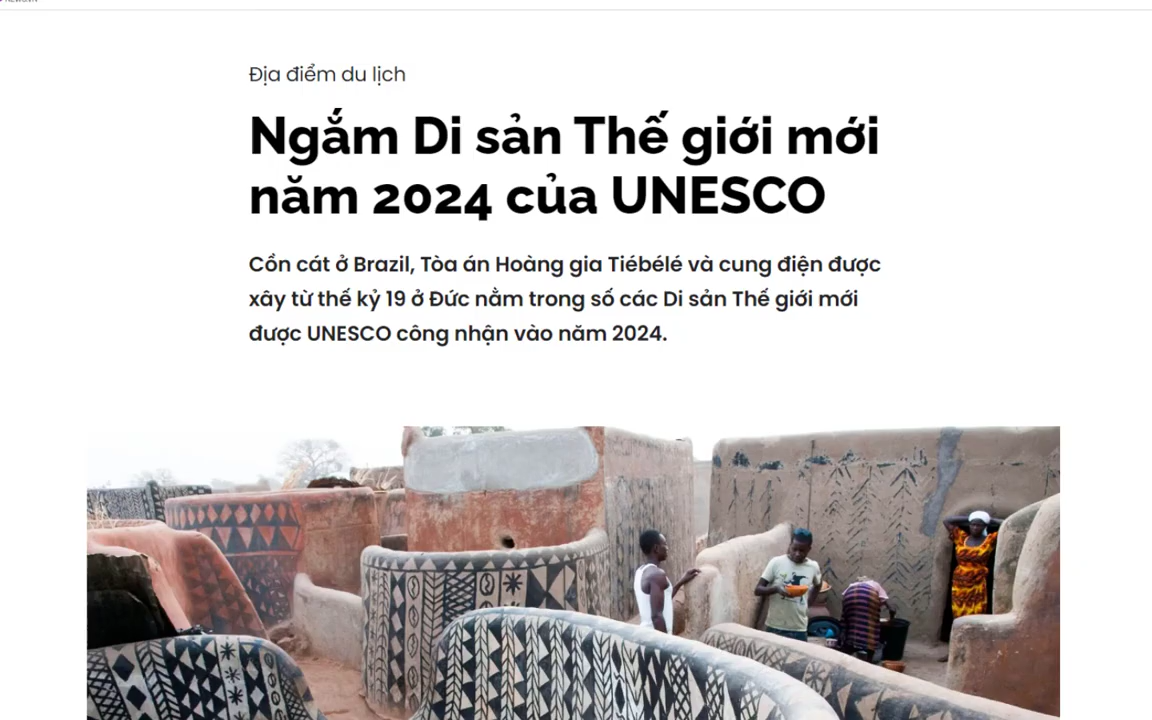 Địa điểm du lịch
Ngắm Di sản Thế giới mới
năm 2024 của UNESCO
Cồn cát ở Brazil, Tòa án Hoàng gia Tiébélé và cung điện được
xây từ thế kỷ 19 ở Đức nằm trong số các Di sản Thế giới mới
được UNESCO công nhận vào năm 2024.